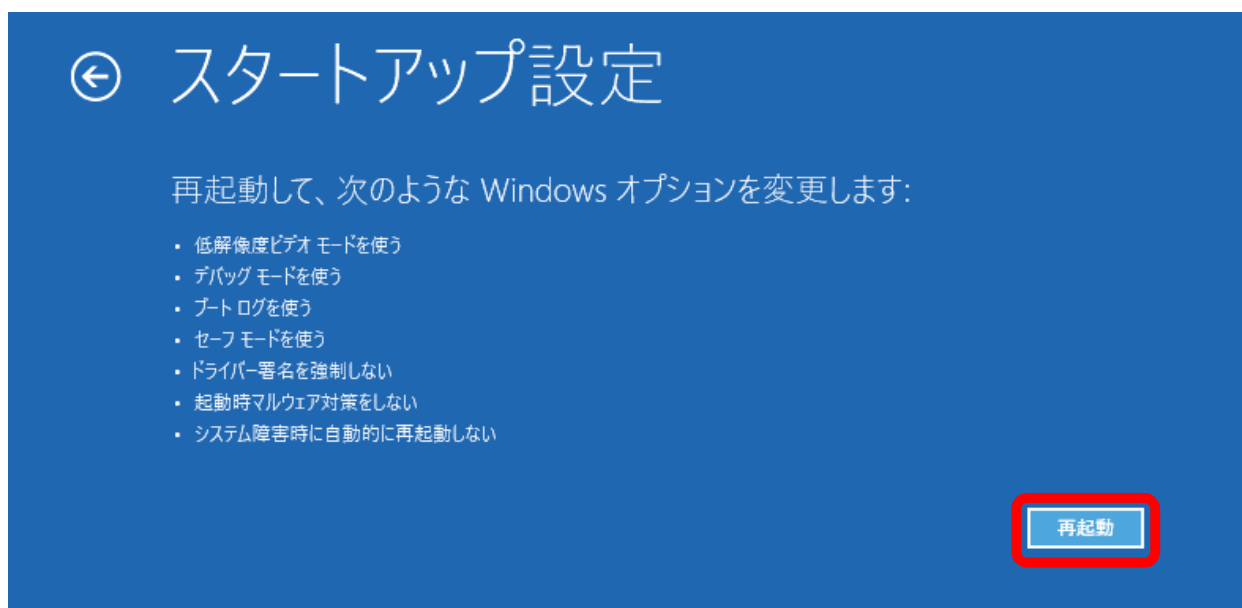 スタートアップ設定
再起動して、次のような Windows オプションを変更します:
• 低解像度ビデオ モードを使う
• デバッグ モードを使う
• ブート ログを使う
• セーフ モードを使う
• ドライバー署名を強制しない
• 起動時マルウェア対策をしない
• システム障害時に自動的に再起動しない
再起動